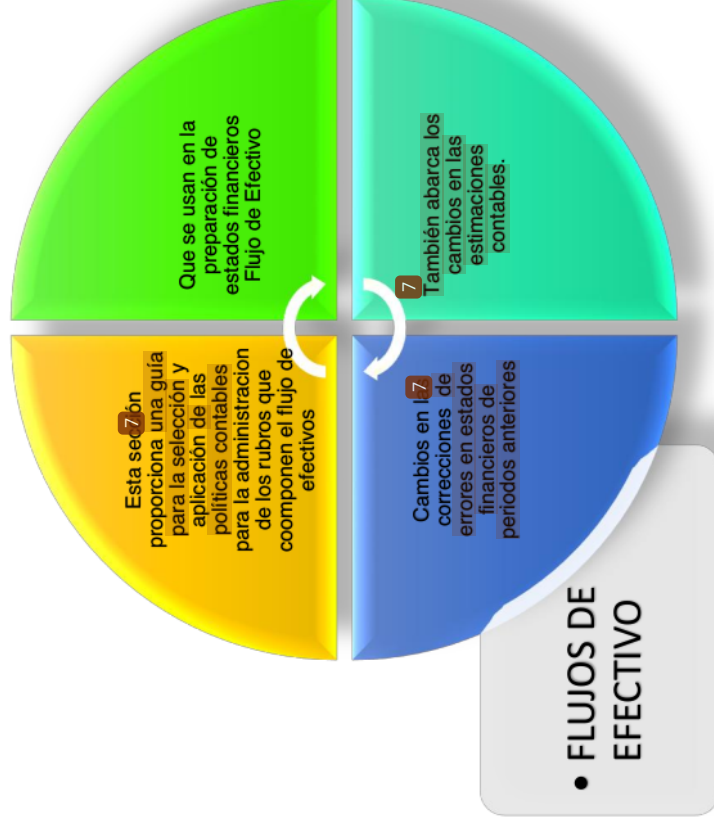 7
Esta sección
proporciona una guía
para la selección y
aplicación de las
políticas contables
para la administracion
de los rubros que
coomponen el flujo de
efectivos
Que se usan en la
preparación de
estados financieros
Flujo de Efectivo
7
Cambios en las
correcciones de
errores en estados
financieros de
periodos anteriores
7
También abarca los
cambios en las
estimaciones
contables.
• FLUJOS DE
EFECTIVO